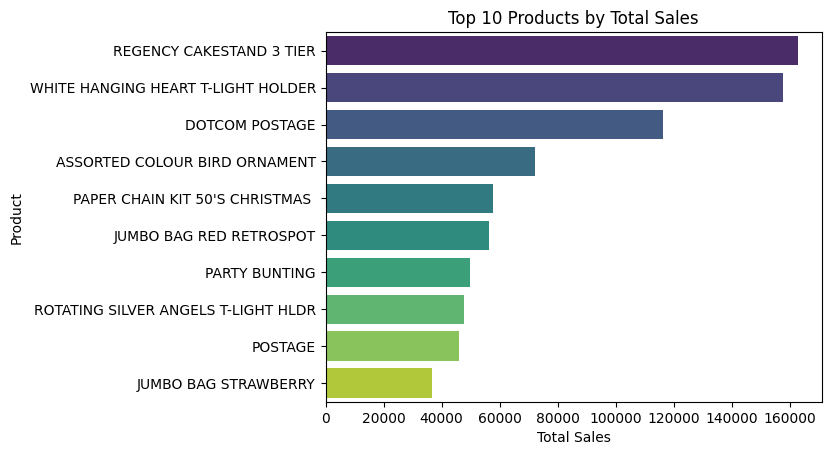 Top 10 Products by Total Sales
Product
REGENCY CAKESTAND 3 TIER
WHITE HANGING HEART T-LIGHT HOLDER
DOTCOM POSTAGE
ASSORTED COLOUR BIRD ORNAMENT
PAPER CHAIN KIT 50'S CHRISTMAS
JUMBO BAG RED RETROSPOT
PARTY BUNTING
ROTATING SILVER ANGELS T-LIGHT HLDR
POSTAGE
JUMBO BAG STRAWBERRY
0 20000 40000 60000 80000 100000 120000 140000 160000
Total Sales